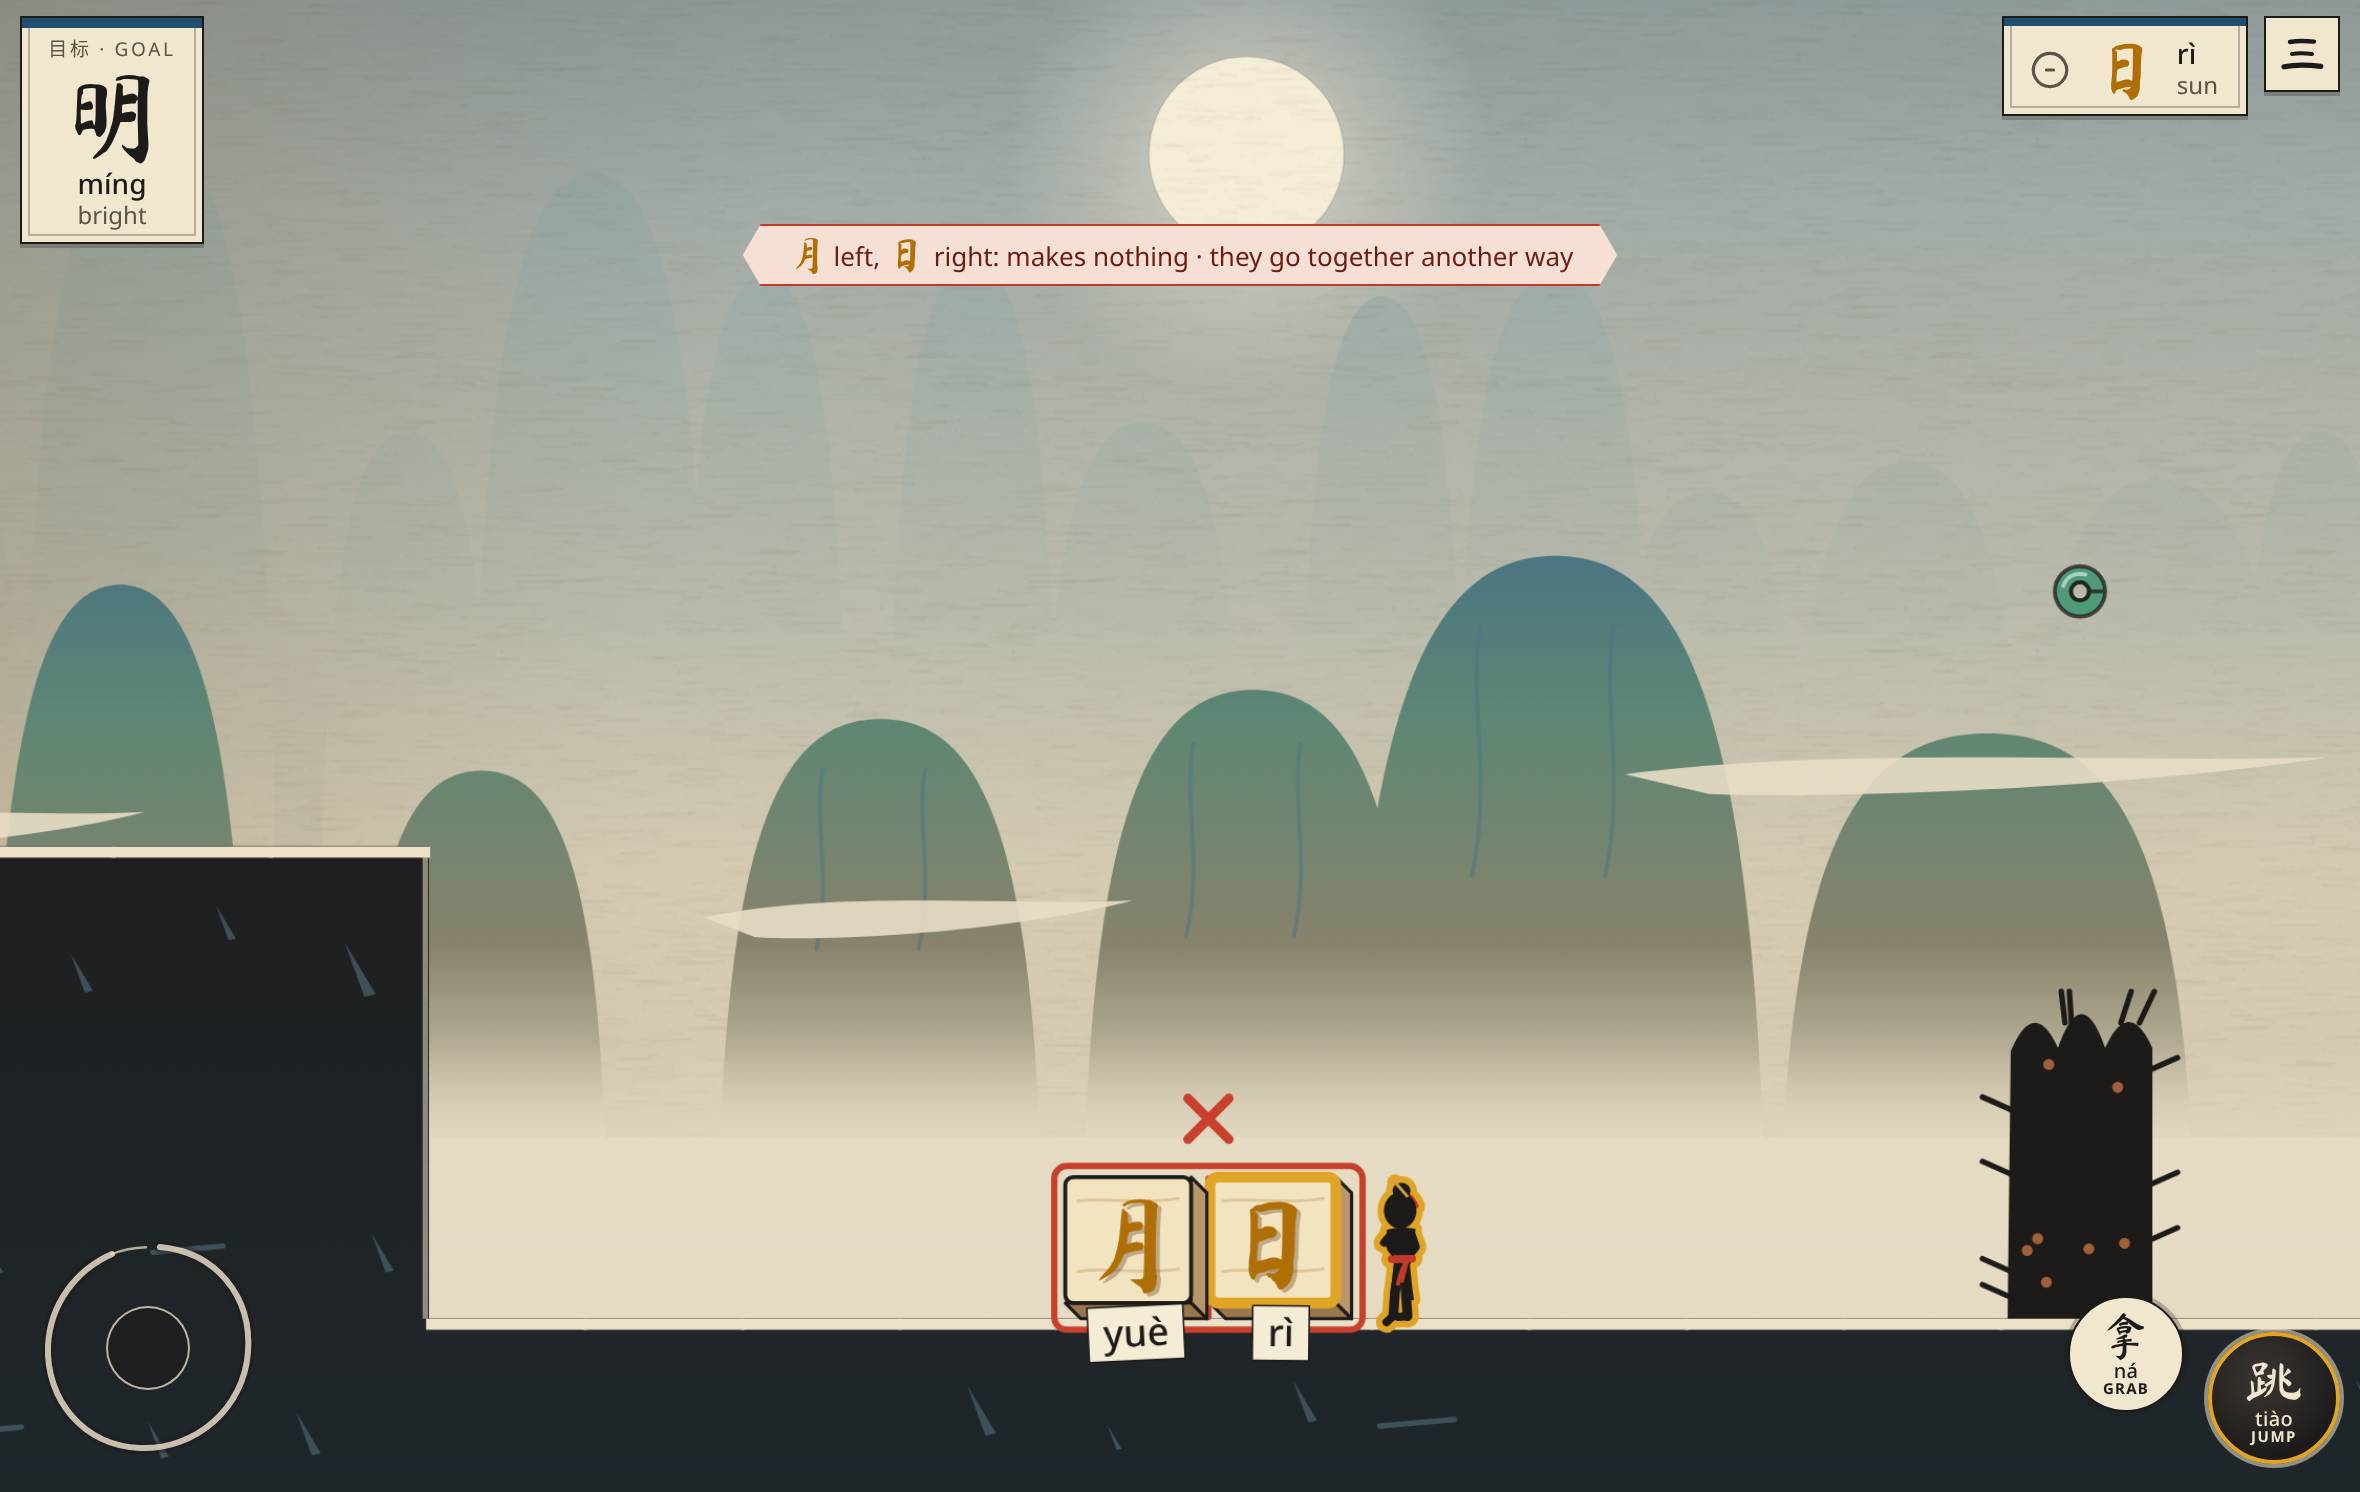 目标 · GOAL
明
míng
bright
日
rì
sun
三
月 left, 日 right: makes nothing · they go together another way
月
日
yuè
rì
拿
ná
GRAB
跳
tiào
JUMP